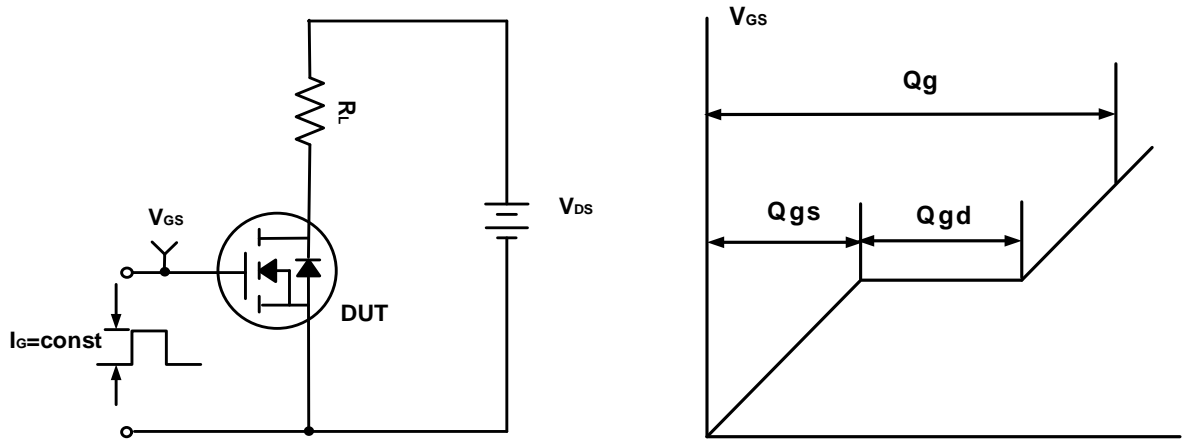 RL
VDS
VGS
DUT
IG=const
VGS
Qg
Qgs
Qgd